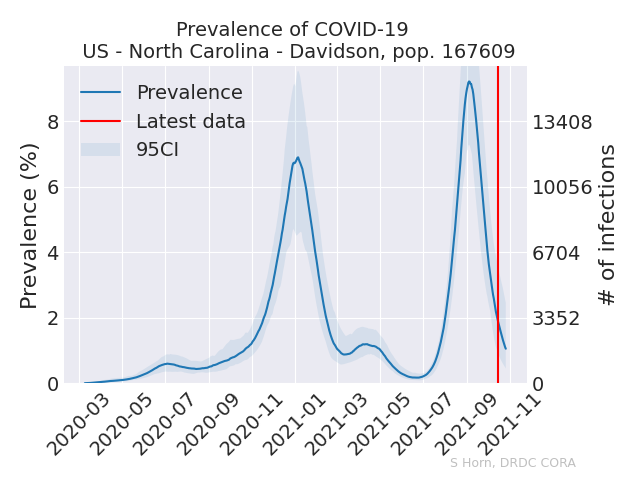 Prevalence of COVID-19
US - North Carolina - Davidson, pop. 167609
Prevalence
Latest data
95CI
Prevalence (%)
8
6
4
2
0
13408
10056
6704
3352
0
# of infections
2020-03
2020-05
2020-07
2020-09
2020-11
2021-01
2021-03
2021-05
2021-07
2021-09
2021-11
S Horn, DRDC CORA